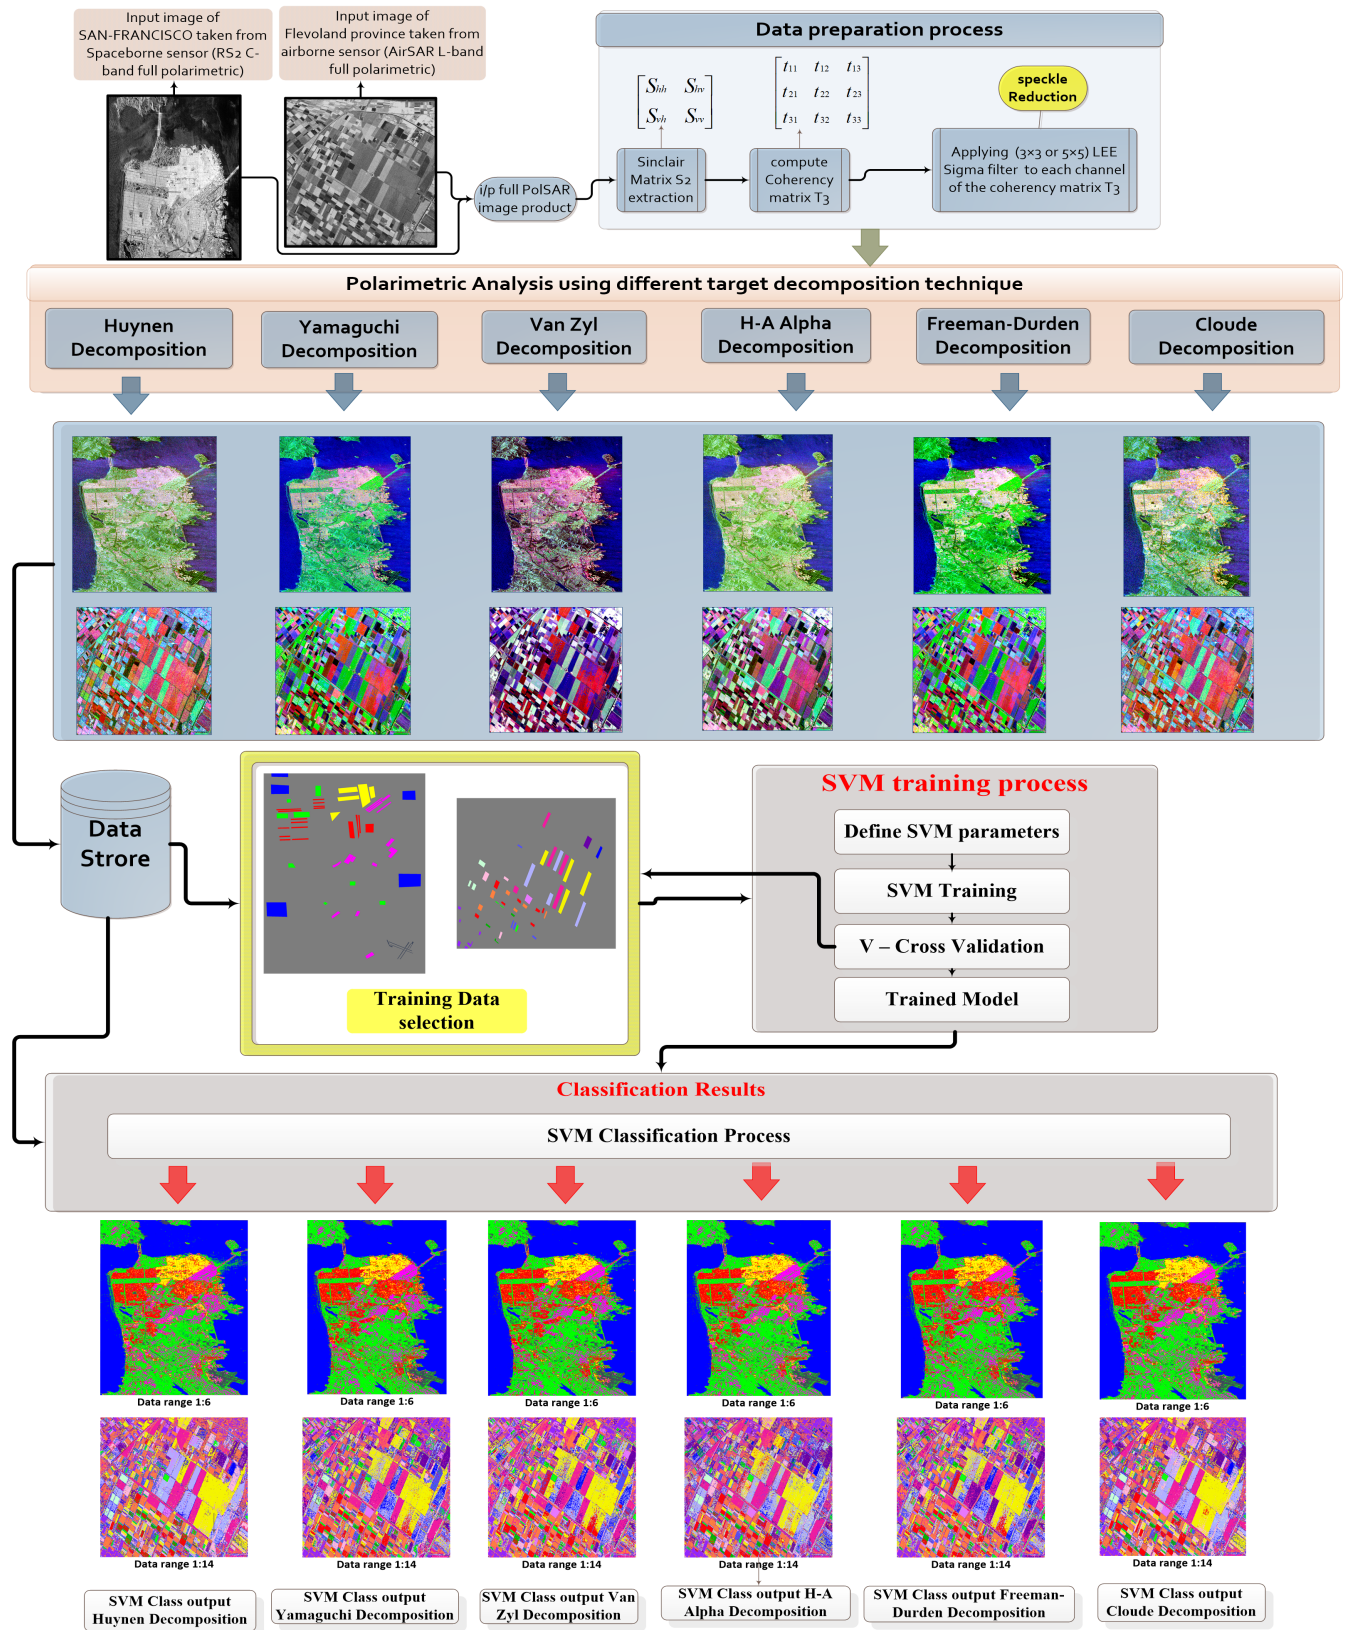 Input image of
SAN-FRANCISCO taken from
Spaceborne sensor (RS2 C-
band full polarimetric)
Input image of
Flevoland province taken from
airborne sensor (AirSAR L-band
full polarimetric)
i/p full PolSAR
image product
Data preparation process
Shh Shv
Svh Svv
t11 t12 t13
t21 t22 t23
t31 t32 t33
speckle
Reduction
Sinclair
Matrix S2
extraction
compute
Coherency
matrix T3
Applying (3×3 or 5×5) LEE
Sigma filter to each channel
of the coherency matrix T3
Polarimetric Analysis using different target decomposition technique
Huynen
Decomposition
Yamaguchi
Decomposition
Van Zyl
Decomposition
H-A Alpha
Decomposition
Freeman-Durden
Decomposition
Cloude
Decomposition
Data
Strore
Training Data
selection
SVM training process
Define SVM parameters
SVM Training
V – Cross Validation
Trained Model
Classification Results
SVM Classification Process
Data range 1:6
Data range 1:6
Data range 1:6
Data range 1:6
Data range 1:6
Data range 1:6
Data range 1:14
Data range 1:14
Data range 1:14
Data range 1:14
Data range 1:14
Data range 1:14
SVM Class output
Huynen Decomposition
SVM Class output
Yamaguchi Decomposition
SVM Class output Van
Zyl Decomposition
SVM Class output H-A
Alpha Decomposition
SVM Class output Freeman-
Durden Decomposition
SVM Class output
Cloude Decomposition